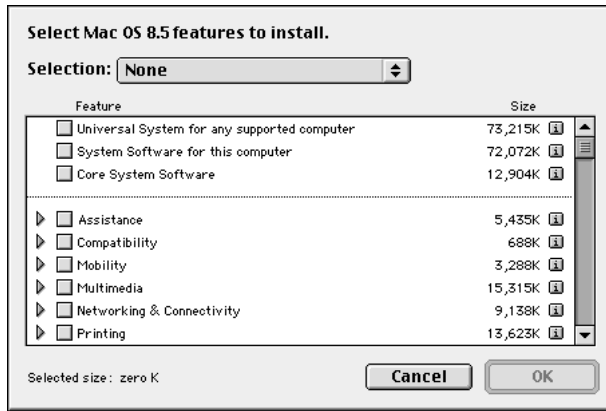 Select Mac OS 8.5 features to install.
Selection: None
Feature Size
Universal System for any supported computer 73,215K
System Software for this computer 72,072K
Core System Software 12,904K
Assistance 5,435K
Compatibility 688K
Mobility 3,288K
Multimedia 15,315K
Networking & Connectivity 9,138K
Printing 13,623K
Selected size: zero K Cancel OK